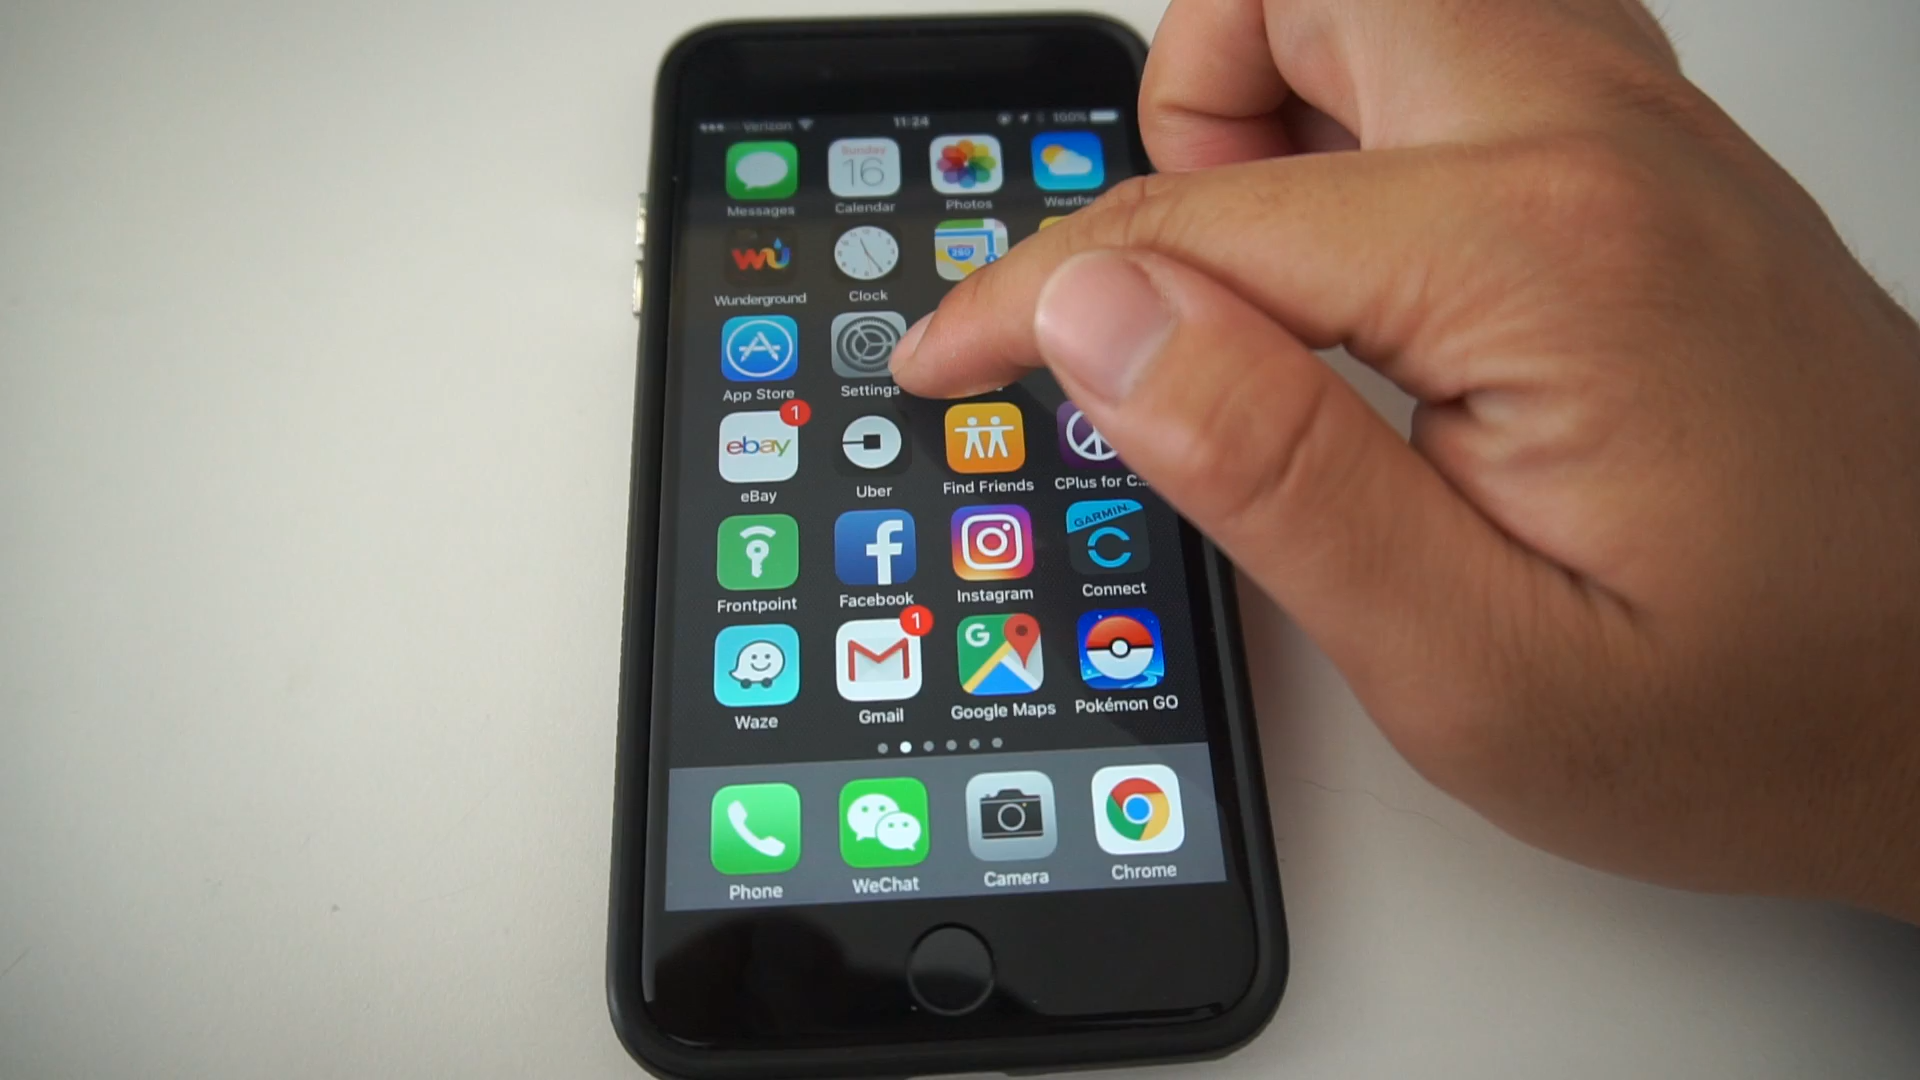 Verizon 11:24 100%
Sunday
16
Messages Calendar Photos Weathe
280
Wunderground Clock
App Store Settings
1
ebay
eBay Uber Find Friends CPlus for C...
GARMIN.
Frontpoint Facebook Instagram Connect
1
G
Waze Gmail Google Maps Pokémon GO
Phone WeChat Camera Chrome